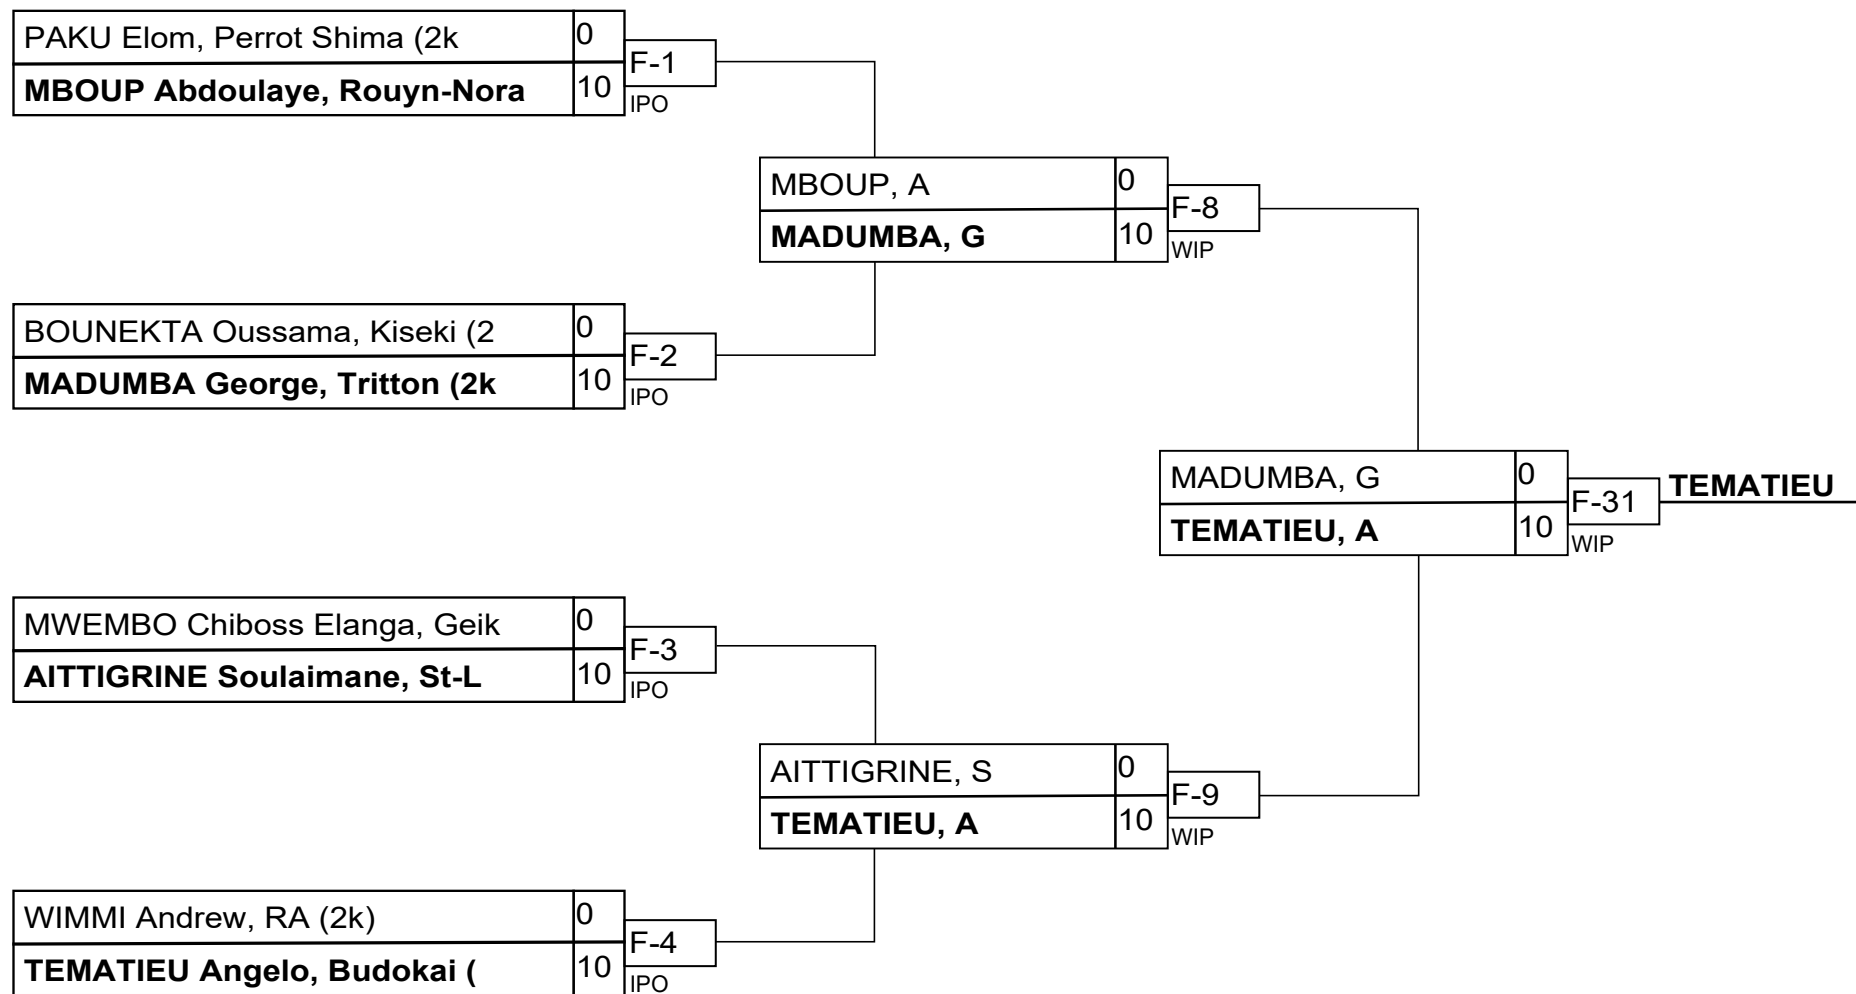 PAKU Elom, Perrot Shima (2k 0
F-1
MBOUP Abdoulaye, Rouyn-Nora 10
IPO
MBOUP, A 0
F-8
MADUMBA, G 10
WIP
BOUNEKTA Oussama, Kiseki (2 0
F-2
MADUMBA George, Tritton (2k 10
IPO
MADUMBA, G 0
F-31
TEMATIEU
TEMATIEU, A 10
WIP
MWEMBO Chiboss Elanga, Geik 0
F-3
AITTIGRINE Soulaimane, St-L 10
IPO
AITTIGRINE, S 0
F-9
TEMATIEU, A 10
WIP
WIMMI Andrew, RA (2k) 0
F-4
TEMATIEU Angelo, Budokai ( 10
IPO